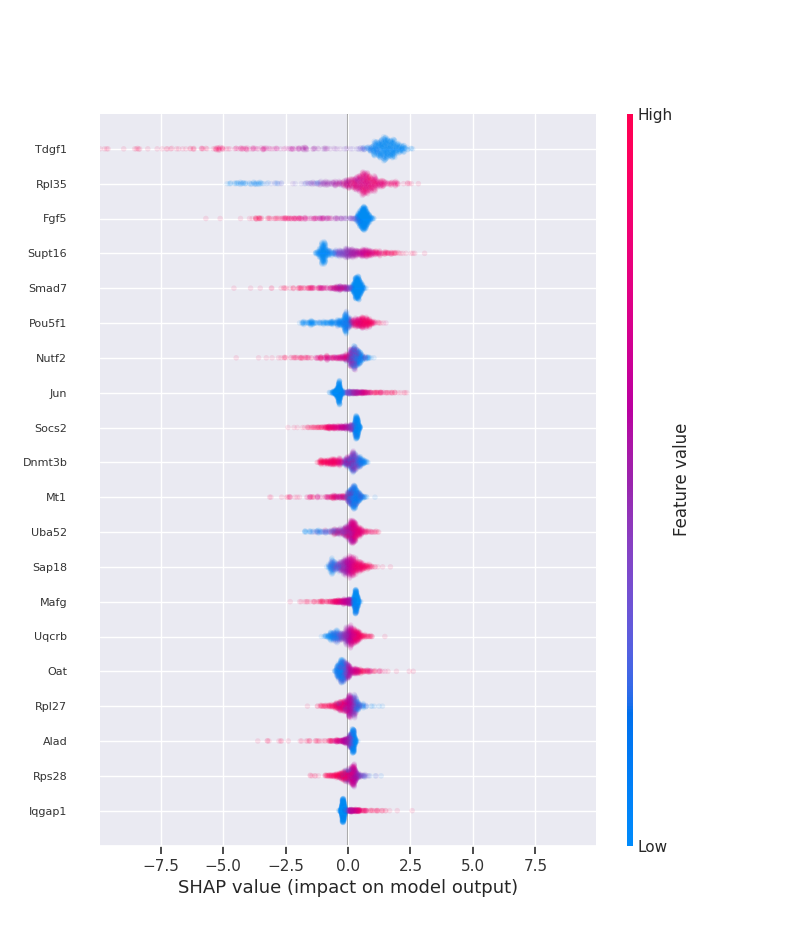 High
Tdgf1
Rpl35
Fgf5
Supt16
Smad7
Pou5f1
Nutf2
Jun
Socs2
Dnmt3b
Mt1
Uba52
Sap18
Mafg
Uqcrb
Oat
Rpl27
Alad
Rps28
Iqgap1
Feature value
Low
−7.5 −5.0 −2.5 0.0 2.5 5.0 7.5
SHAP value (impact on model output)